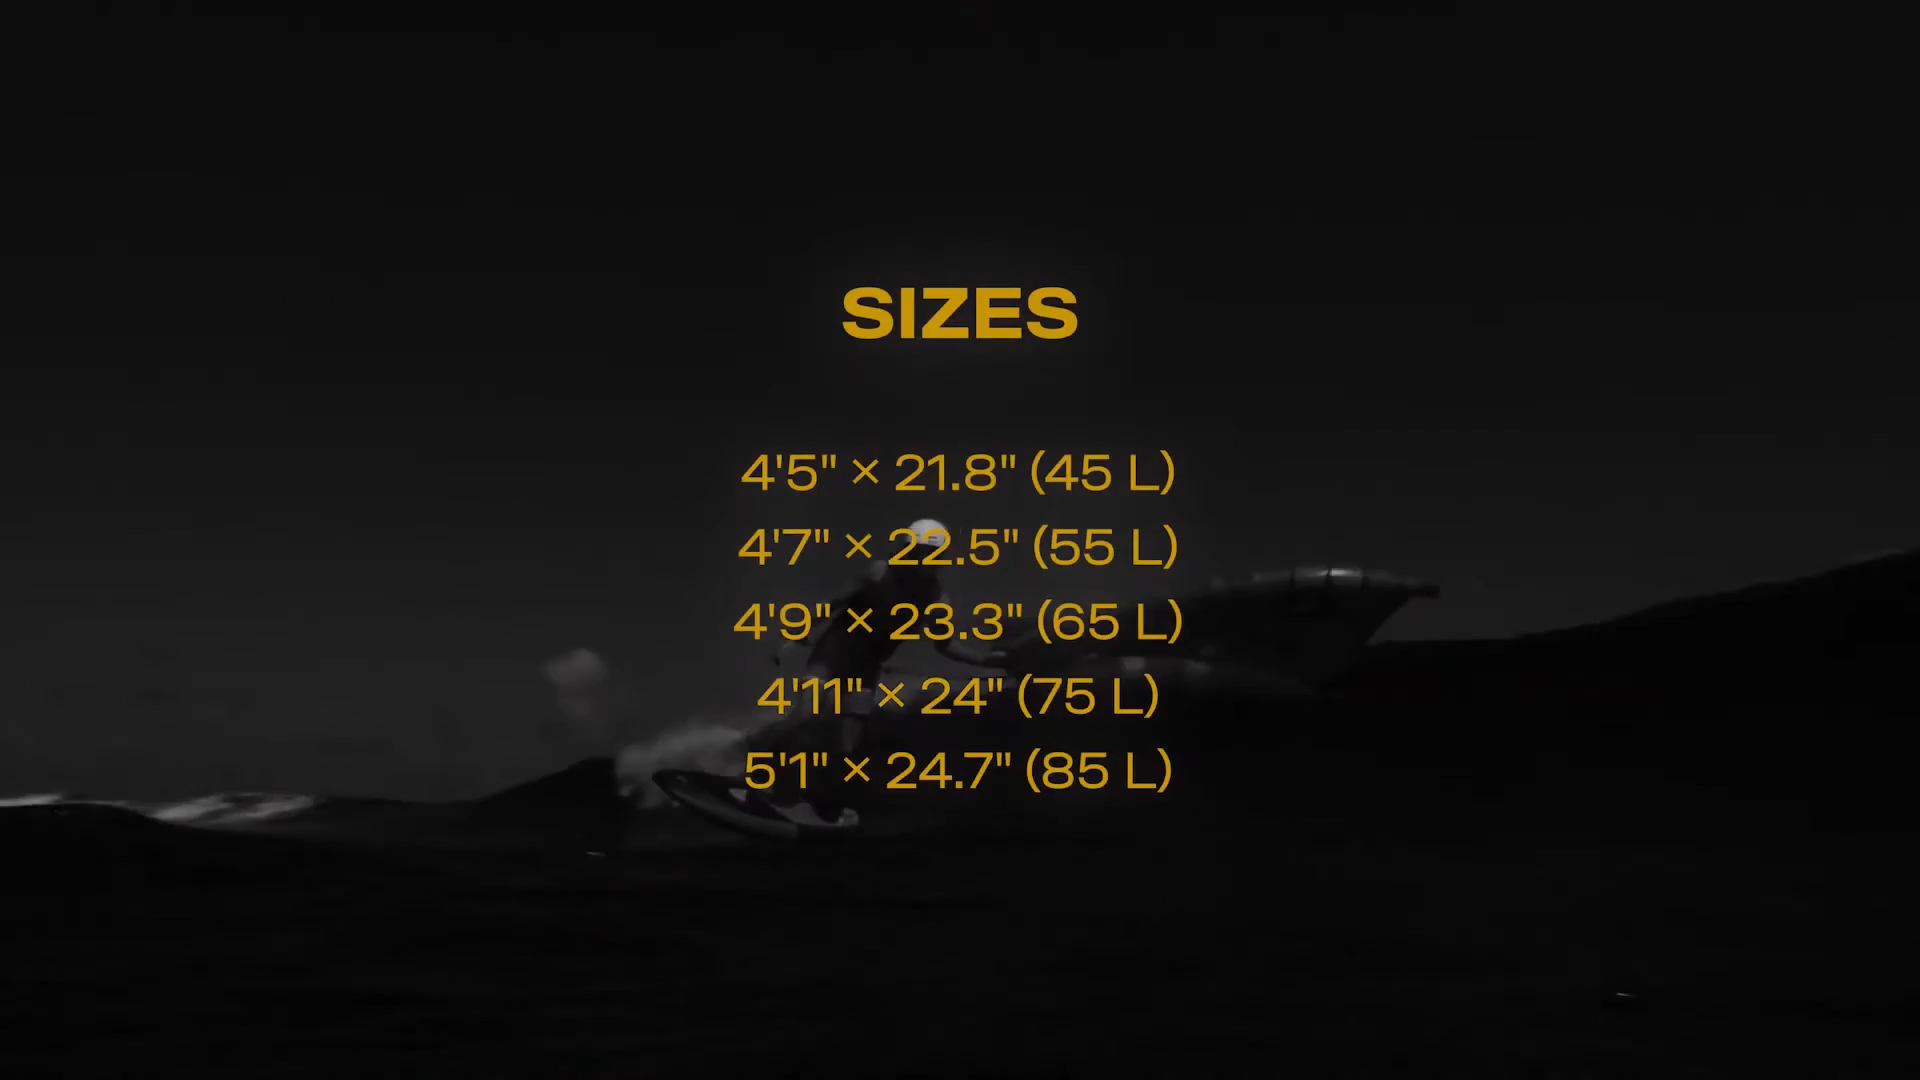 SIZES
4'5" × 21.8" (45 L)
4'7" × 22.5" (55 L)
4'9" × 23.3" (65 L)
4'11" × 24" (75 L)
5'1" × 24.7" (85 L)